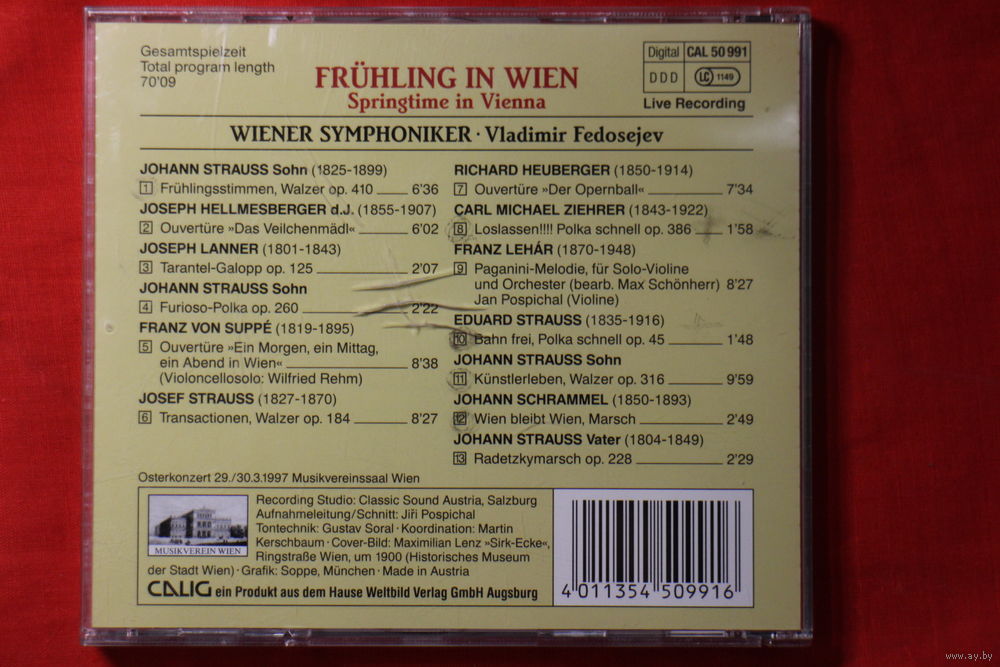 Gesamtspielzeit
Total program length
70'09
FRÜHLING IN WIEN
Springtime in Vienna
Digital CAL 50 991
DDD LC 1149
Live Recording
WIENER SYMPHONIKER · Vladimir Fedosejev
JOHANN STRAUSS Sohn (1825-1899)
1 Frühlingsstimmen, Walzer op. 410 6'36
JOSEPH HELLMESBERGER d.J. (1855-1907)
2 Ouvertüre »Das Veilchenmädl« 6'02
JOSEPH LANNER (1801-1843)
3 Tarantel-Galopp op. 125 2'07
JOHANN STRAUSS Sohn
4 Furioso-Polka op. 260 2'22
FRANZ VON SUPPÉ (1819-1895)
5 Ouvertüre »Ein Morgen, ein Mittag,
ein Abend in Wien« 8'38
(Violoncellosolo: Wilfried Rehm)
JOSEF STRAUSS (1827-1870)
6 Transactionen, Walzer op. 184 8'27
RICHARD HEUBERGER (1850-1914)
7 Ouvertüre »Der Opernball« 7'34
CARL MICHAEL ZIEHRER (1843-1922)
8 Loslassen!!!! Polka schnell op. 386 1'58
FRANZ LEHÁR (1870-1948)
9 Paganini-Melodie, für Solo-Violine
und Orchester (bearb. Max Schönherr) 8'27
Jan Pospichal (Violine)
EDUARD STRAUSS (1835-1916)
10 Bahn frei, Polka schnell op. 45 1'48
JOHANN STRAUSS Sohn
11 Künstlerleben, Walzer op. 316 9'59
JOHANN SCHRAMMEL (1850-1893)
12 Wien bleibt Wien, Marsch 2'49
JOHANN STRAUSS Vater (1804-1849)
13 Radetzkymarsch op. 228 2'29
Osterkonzert 29./30.3.1997 Musikvereinssaal Wien
MUSIKVEREIN WIEN
Recording Studio: Classic Sound Austria, Salzburg
Aufnahmeleitung/Schnitt: Jiři Pospichal
Tontechnik: Gustav Soral · Koordination: Martin
Kerschbaum · Cover-Bild: Maximilian Lenz »Sirk-Ecke«,
Ringstraße Wien, um 1900 (Historisches Museum
der Stadt Wien) · Grafik: Soppe, München · Made in Austria
CALIG ein Produkt aus dem Hause Weltbild Verlag GmbH Augsburg
4 011354 509916
www.ay.by